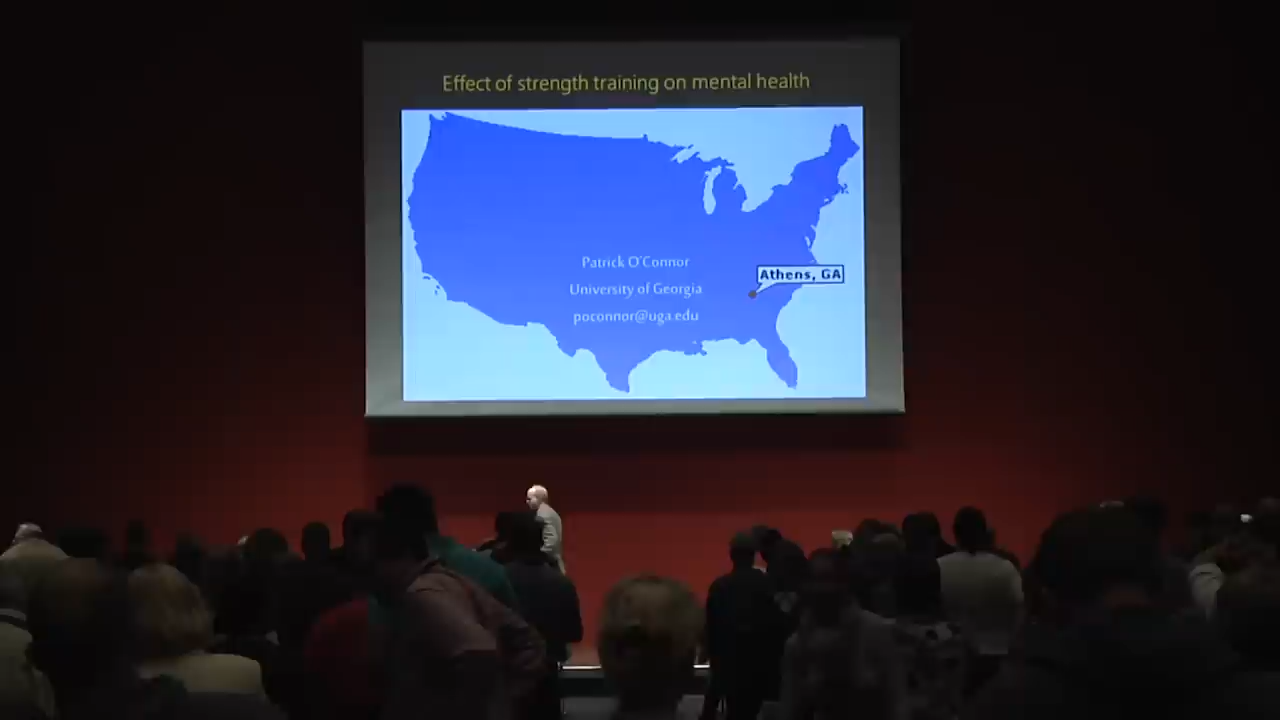 Effect of strength training on mental health
Patrick O'Connor
Athens, GA
University of Georgia
poconnor@uga.edu